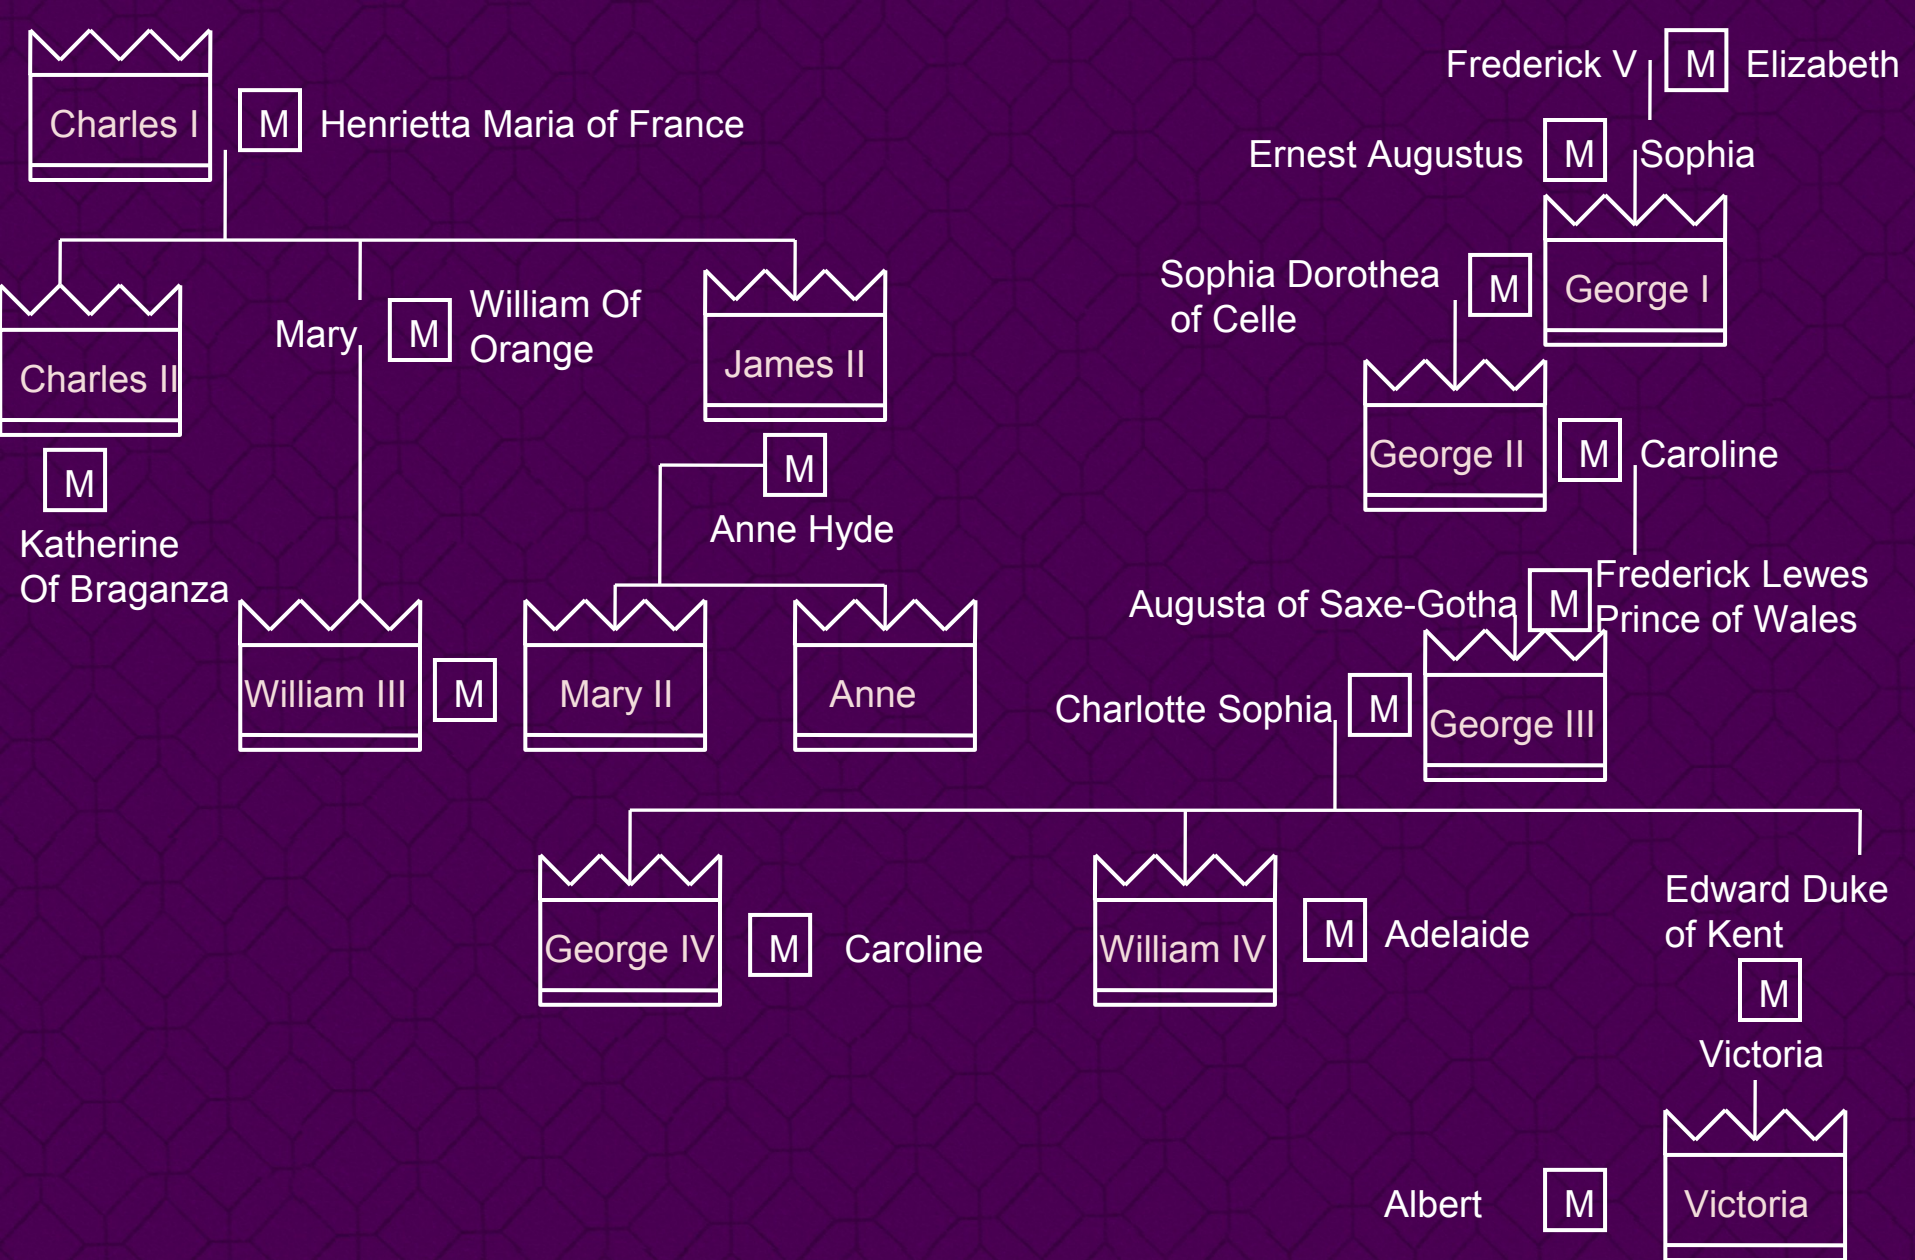 Charles I
M
Henrietta Maria of France
Frederick V
M
Elizabeth
Ernest Augustus
M
Sophia
Sophia Dorothea
of Celle
M
George I
Charles II
Mary
M
William Of
Orange
James II
M
Katherine
Of Braganza
M
Anne Hyde
George II
M
Caroline
Augusta of Saxe-Gotha
M
Frederick Lewes
Prince of Wales
William III
M
Mary II
Anne
Charlotte Sophia
M
George III
George IV
M
Caroline
William IV
M
Adelaide
Edward Duke
of Kent
M
Victoria
Albert
M
Victoria